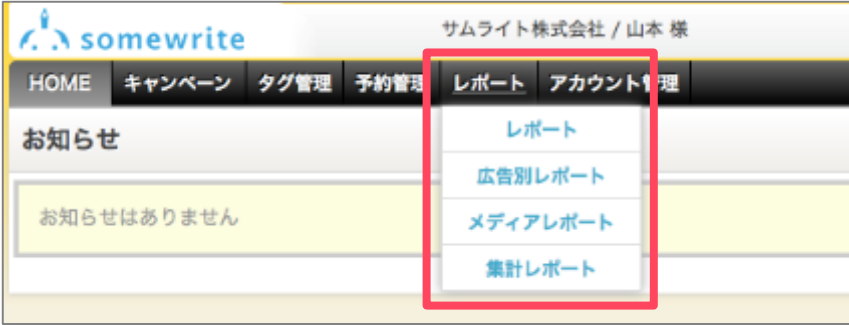 somewrite
サムライト株式会社 / 山本 様
HOME キャンペーン タグ管理 予約管理 レポート アカウント管理
お知らせ
レポート
広告別レポート
お知らせはありません
メディアレポート
集計レポート